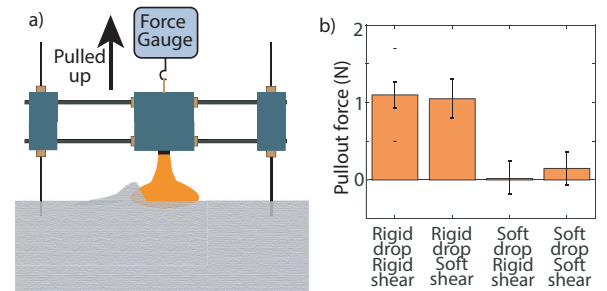 a)
Force
Gauge
Pulled
up
b)
Pullout force (N)
2
1
0
Rigid
drop
Rigid
shear
Rigid
drop
Soft
shear
Soft
drop
Rigid
shear
Soft
drop
Soft
shear